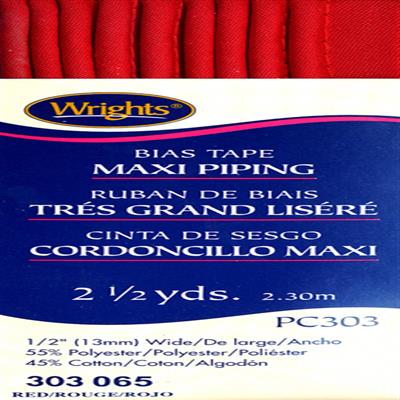 Wrights®
BIAS TAPE
MAXI PIPING
RUBAN DE BIAIS
TRÉS GRAND LISÉRÉ
CINTA DE SESGO
CORDONCILLO MAXI
2 1/2 yds. 2.30m
PC303
1/2" (13mm) Wide/De large/Ancho
55% Polyester/Polyester/Poliéster
45% Cotton/Coton/Algodón
303 065
RED/ROUGE/ROJO